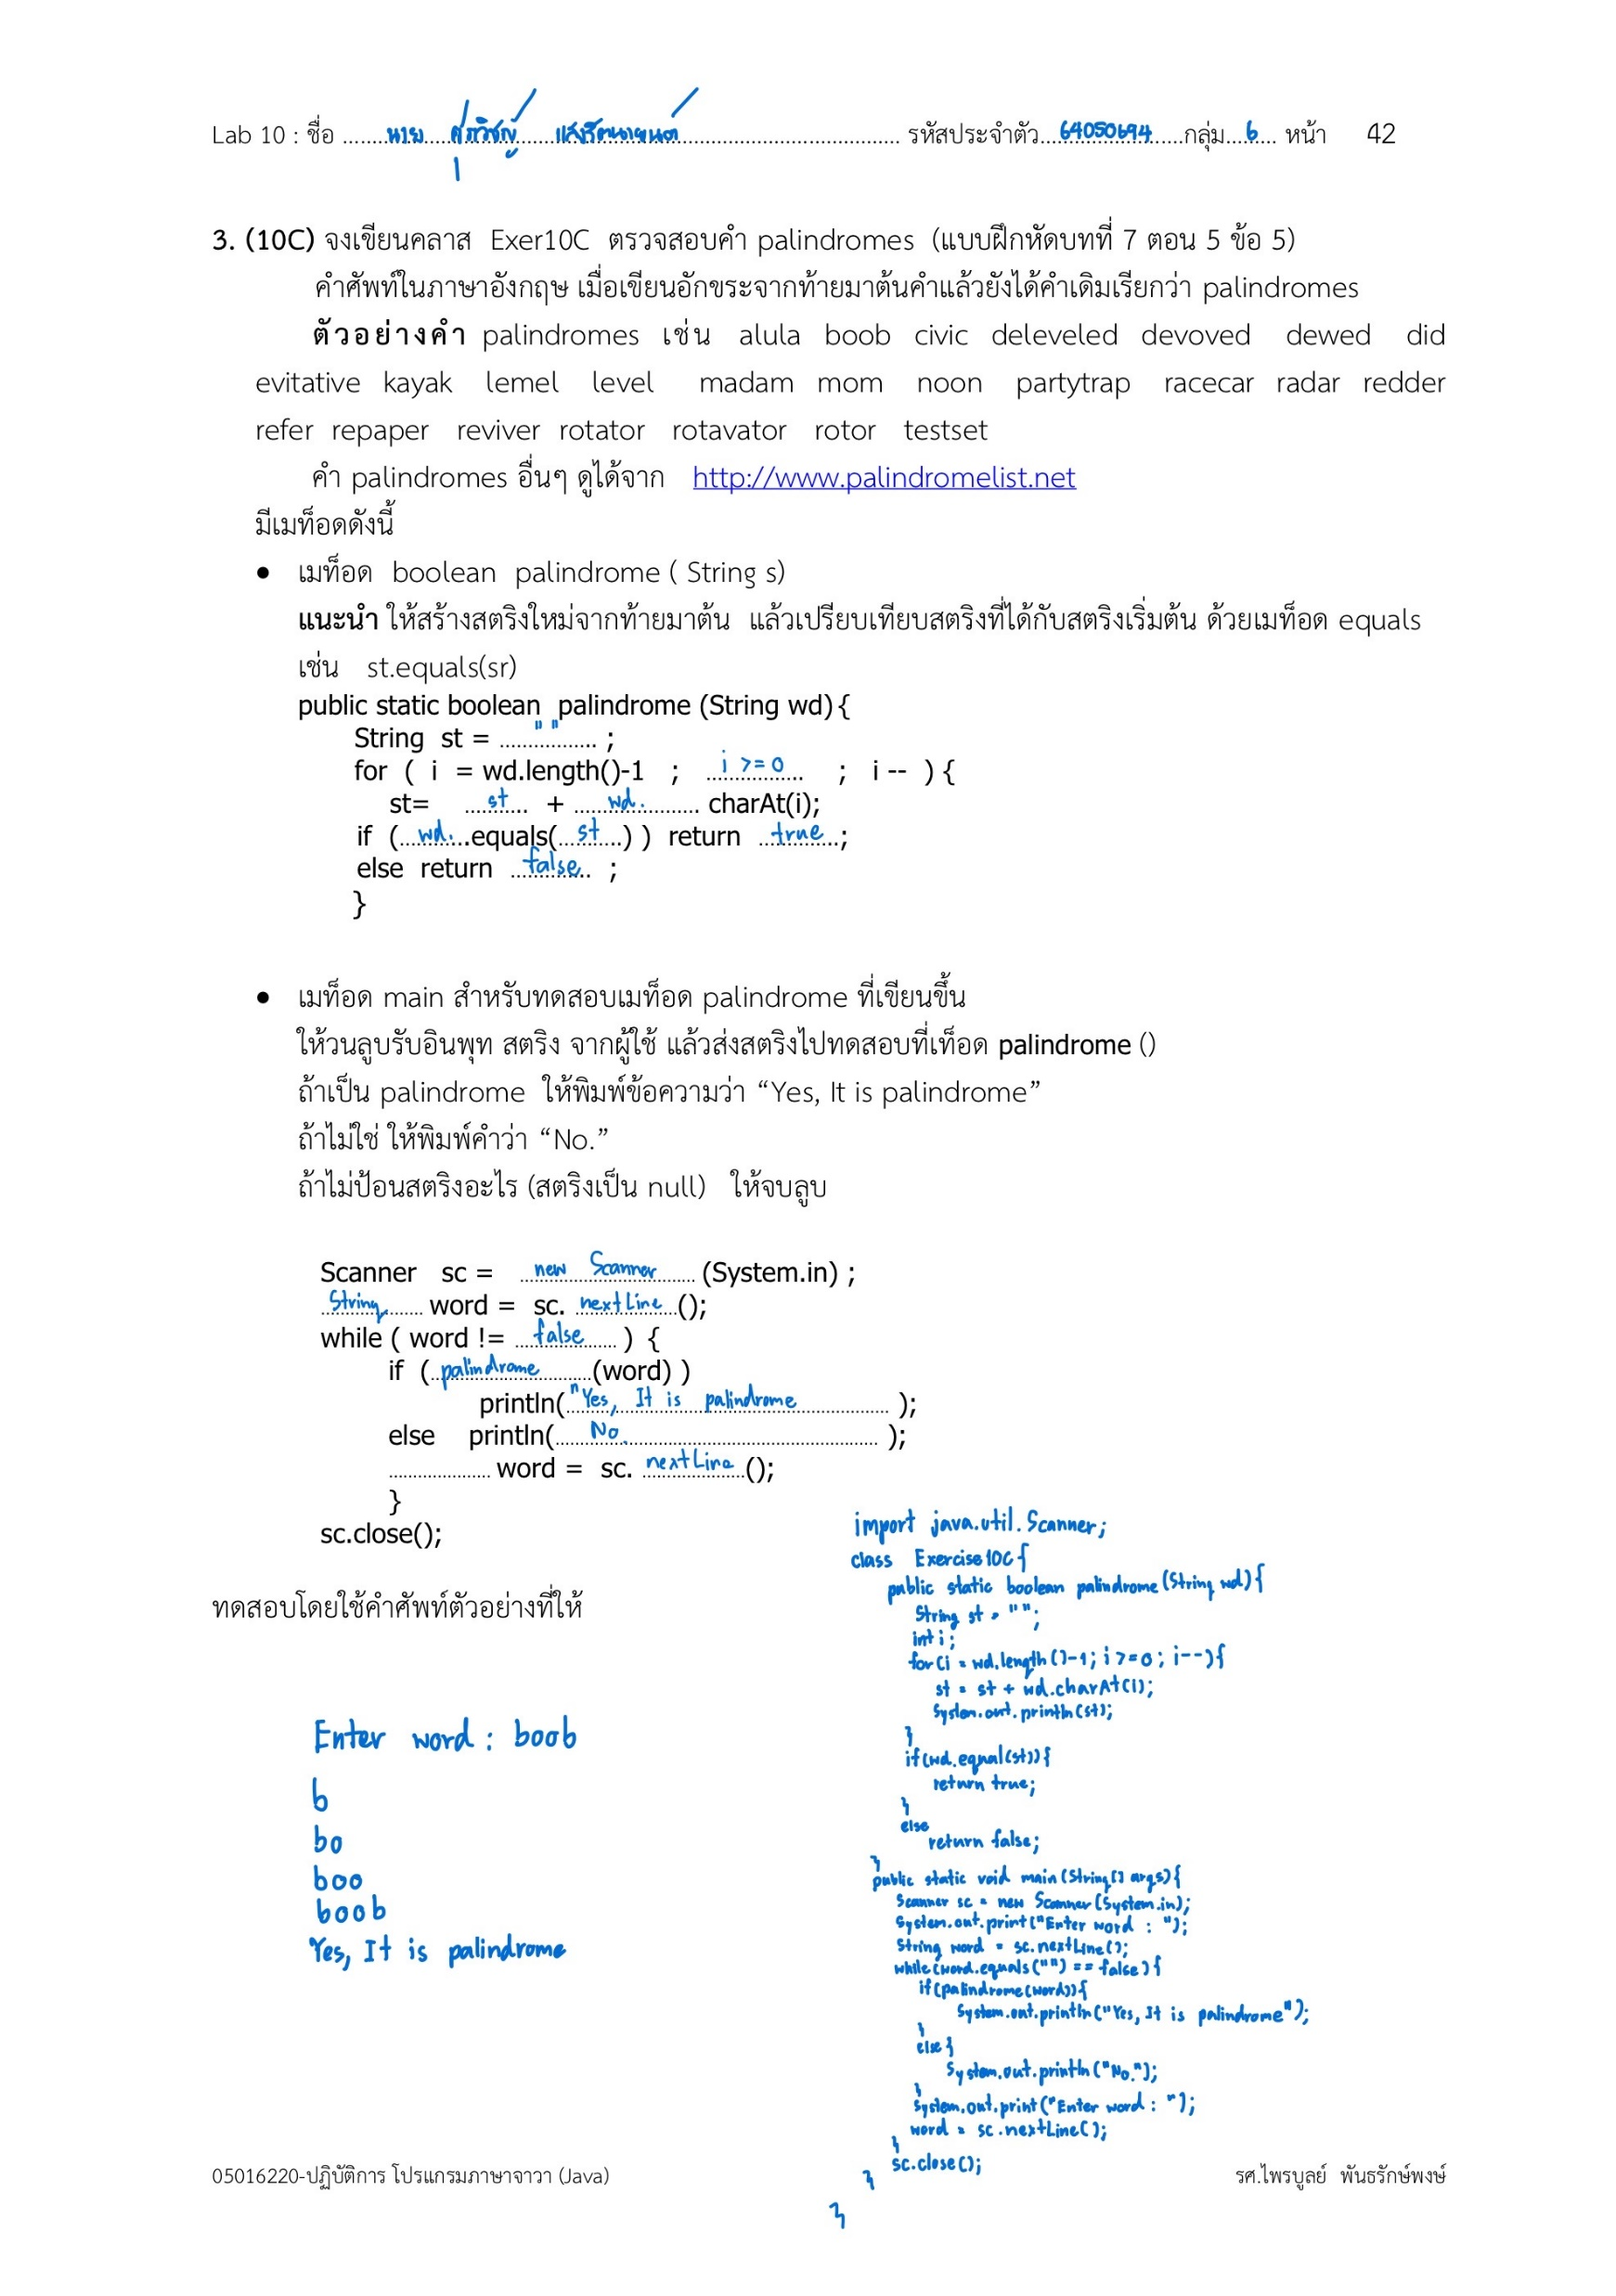 Lab 10 : ชื่อ ........ นาย ศุภวิชญ์ แสงรัตนายนต์ ........ รหัสประจำตัว....64050694....กลุ่ม....6.... หน้า 42
3. (10C) จงเขียนคลาส Exer10C ตรวจสอบคำ palindromes (แบบฝึกหัดบทที่ 7 ตอน 5 ข้อ 5)
คำศัพท์ในภาษาอังกฤษ เมื่อเขียนอักขระจากท้ายมาต้นคำแล้วยังได้คำเดิมเรียกว่า palindromes
ตัวอย่างคำ palindromes เช่น alula boob civic deleveled devoved dewed did
evitative kayak lemel level madam mom noon partytrap racecar radar redder
refer repaper reviver rotator rotavator rotor testset
คำ palindromes อื่นๆ ดูได้จาก http://www.palindromelist.net
มีเมท็อดดังนี้
● เมท็อด boolean palindrome ( String s)
แนะนำ ให้สร้างสตริงใหม่จากท้ายมาต้น แล้วเปรียบเทียบสตริงที่ได้กับสตริงเริ่มต้น ด้วยเมท็อด equals
เช่น st.equals(sr)
public static boolean palindrome (String wd){
String st = ...." ".... ;
for ( i = wd.length()-1 ; ....i >= 0.... ; i -- ) {
st= ....st.... + ....wd..... charAt(i);
if (....wd.....equals(....st....) ) return ....true....;
else return ....false.... ;
}
● เมท็อด main สำหรับทดสอบเมท็อด palindrome ที่เขียนขึ้น
ให้วนลูบรับอินพุท สตริง จากผู้ใช้ แล้วส่งสตริงไปทดสอบที่เท็อด palindrome ()
ถ้าเป็น palindrome ให้พิมพ์ข้อความว่า “Yes, It is palindrome”
ถ้าไม่ใช่ ให้พิมพ์คำว่า “No.”
ถ้าไม่ป้อนสตริงอะไร (สตริงเป็น null) ให้จบลูบ
Scanner sc = ....new Scanner.... (System.in) ;
....String.... word = sc. ....nextLine....();
while ( word != ....false.... ) {
if (....palindrome....(word) )
println(...."Yes, It is palindrome.... );
else println(....No..... );
........ word = sc. ....nextLine....();
}
sc.close();
ทดสอบโดยใช้คำศัพท์ตัวอย่างที่ให้
Enter word : boob
b
bo
boo
boob
Yes, It is palindrome
import java.util.Scanner;
class Exercise10C{
public static boolean palindrome(String wd){
String st = "";
int i;
for(i = wd.length()-1; i >= 0; i--){
st = st + wd.charAt(i);
System.out.println(st);
}
if(wd.equal(st)){
return true;
}
else
return false;
}
public static void main(String[] args){
Scanner sc = new Scanner(System.in);
System.out.print("Enter word : ");
String word = sc.nextLine();
while(word.equals("") == false){
if(palindrome(word)){
System.out.println("Yes, It is palindrome");
}
else{
System.out.println("No.");
}
System.out.print("Enter word : ");
word = sc.nextLine();
}
sc.close();
}
}
05016220-ปฏิบัติการ โปรแกรมภาษาจาวา (Java) รศ.ไพรบูลย์ พันธรักษ์พงษ์